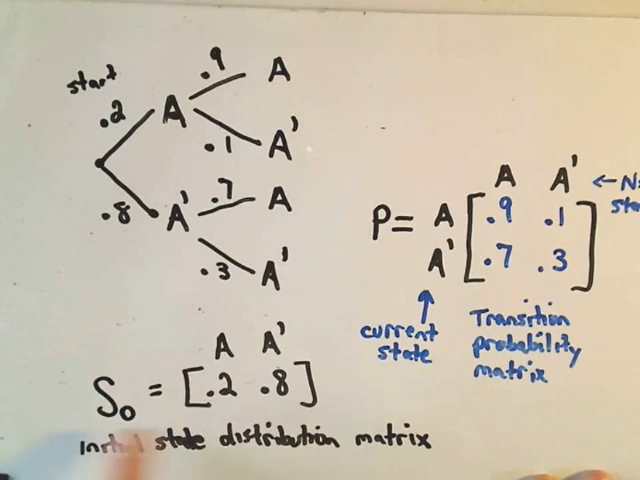 start
.2 A .9 A
.1 A'
.8 A' .7 A
.3 A'
A A' ←
P = A [ .9 .1 ]
A' [ .7 .3 ]
current state
Transition probability matrix
A A'
S₀ = [ .2 .8 ]
state distribution matrix